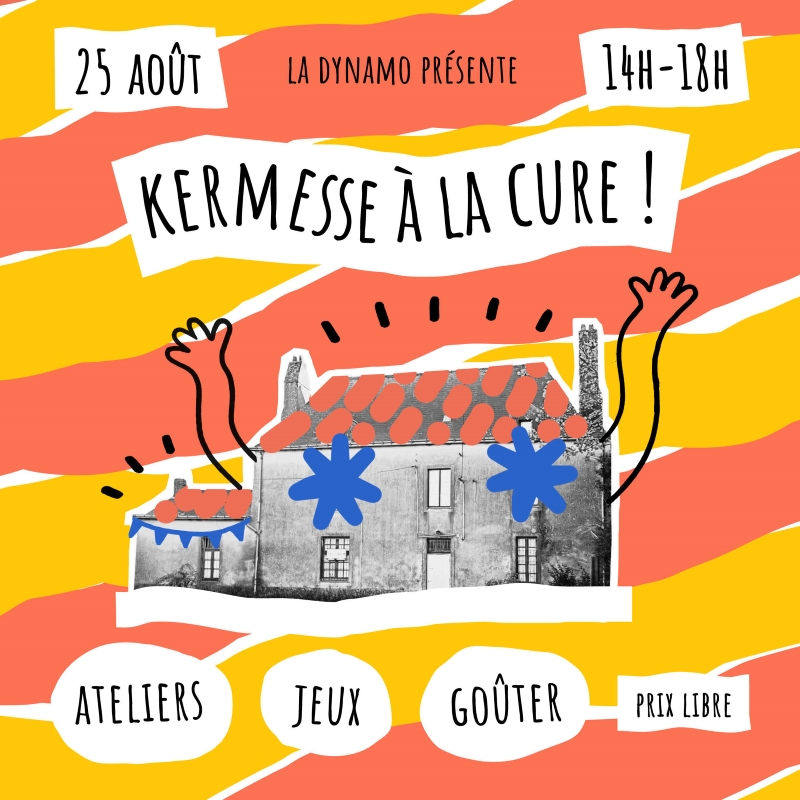 25 AOÛT
LA DYNAMO PRÉSENTE
14H-18H
KERMESSE À LA CURE !
ATELIERS
JEUX
GOÛTER
PRIX LIBRE